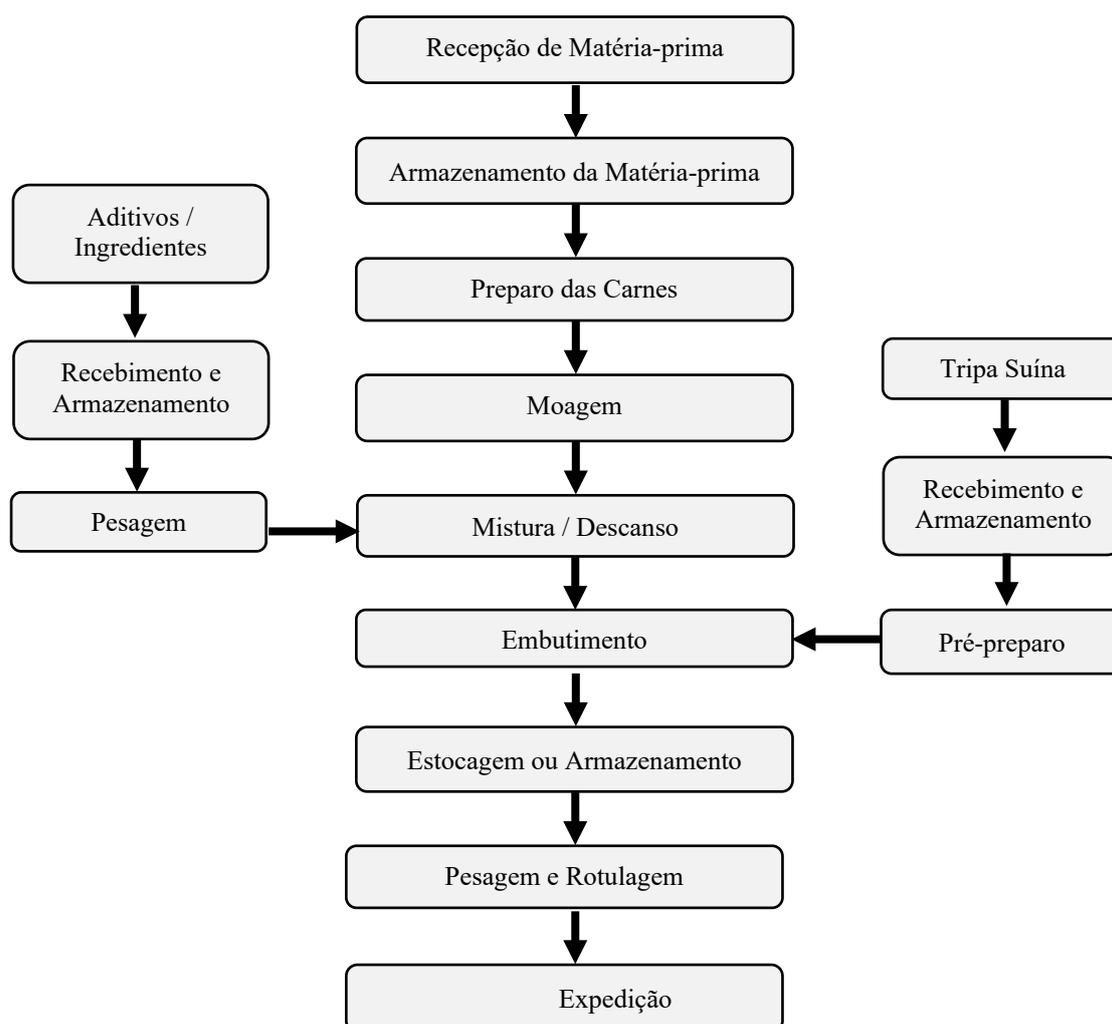 Recepção de Matéria-prima
Armazenamento da Matéria-prima
Aditivos /
Ingredientes
Preparo das Carnes
Recebimento e
Armazenamento
Tripa Suína
Moagem
Recebimento e
Armazenamento
Pesagem
Mistura / Descanso
Embutimento
Pré-preparo
Estocagem ou Armazenamento
Pesagem e Rotulagem
Expedição